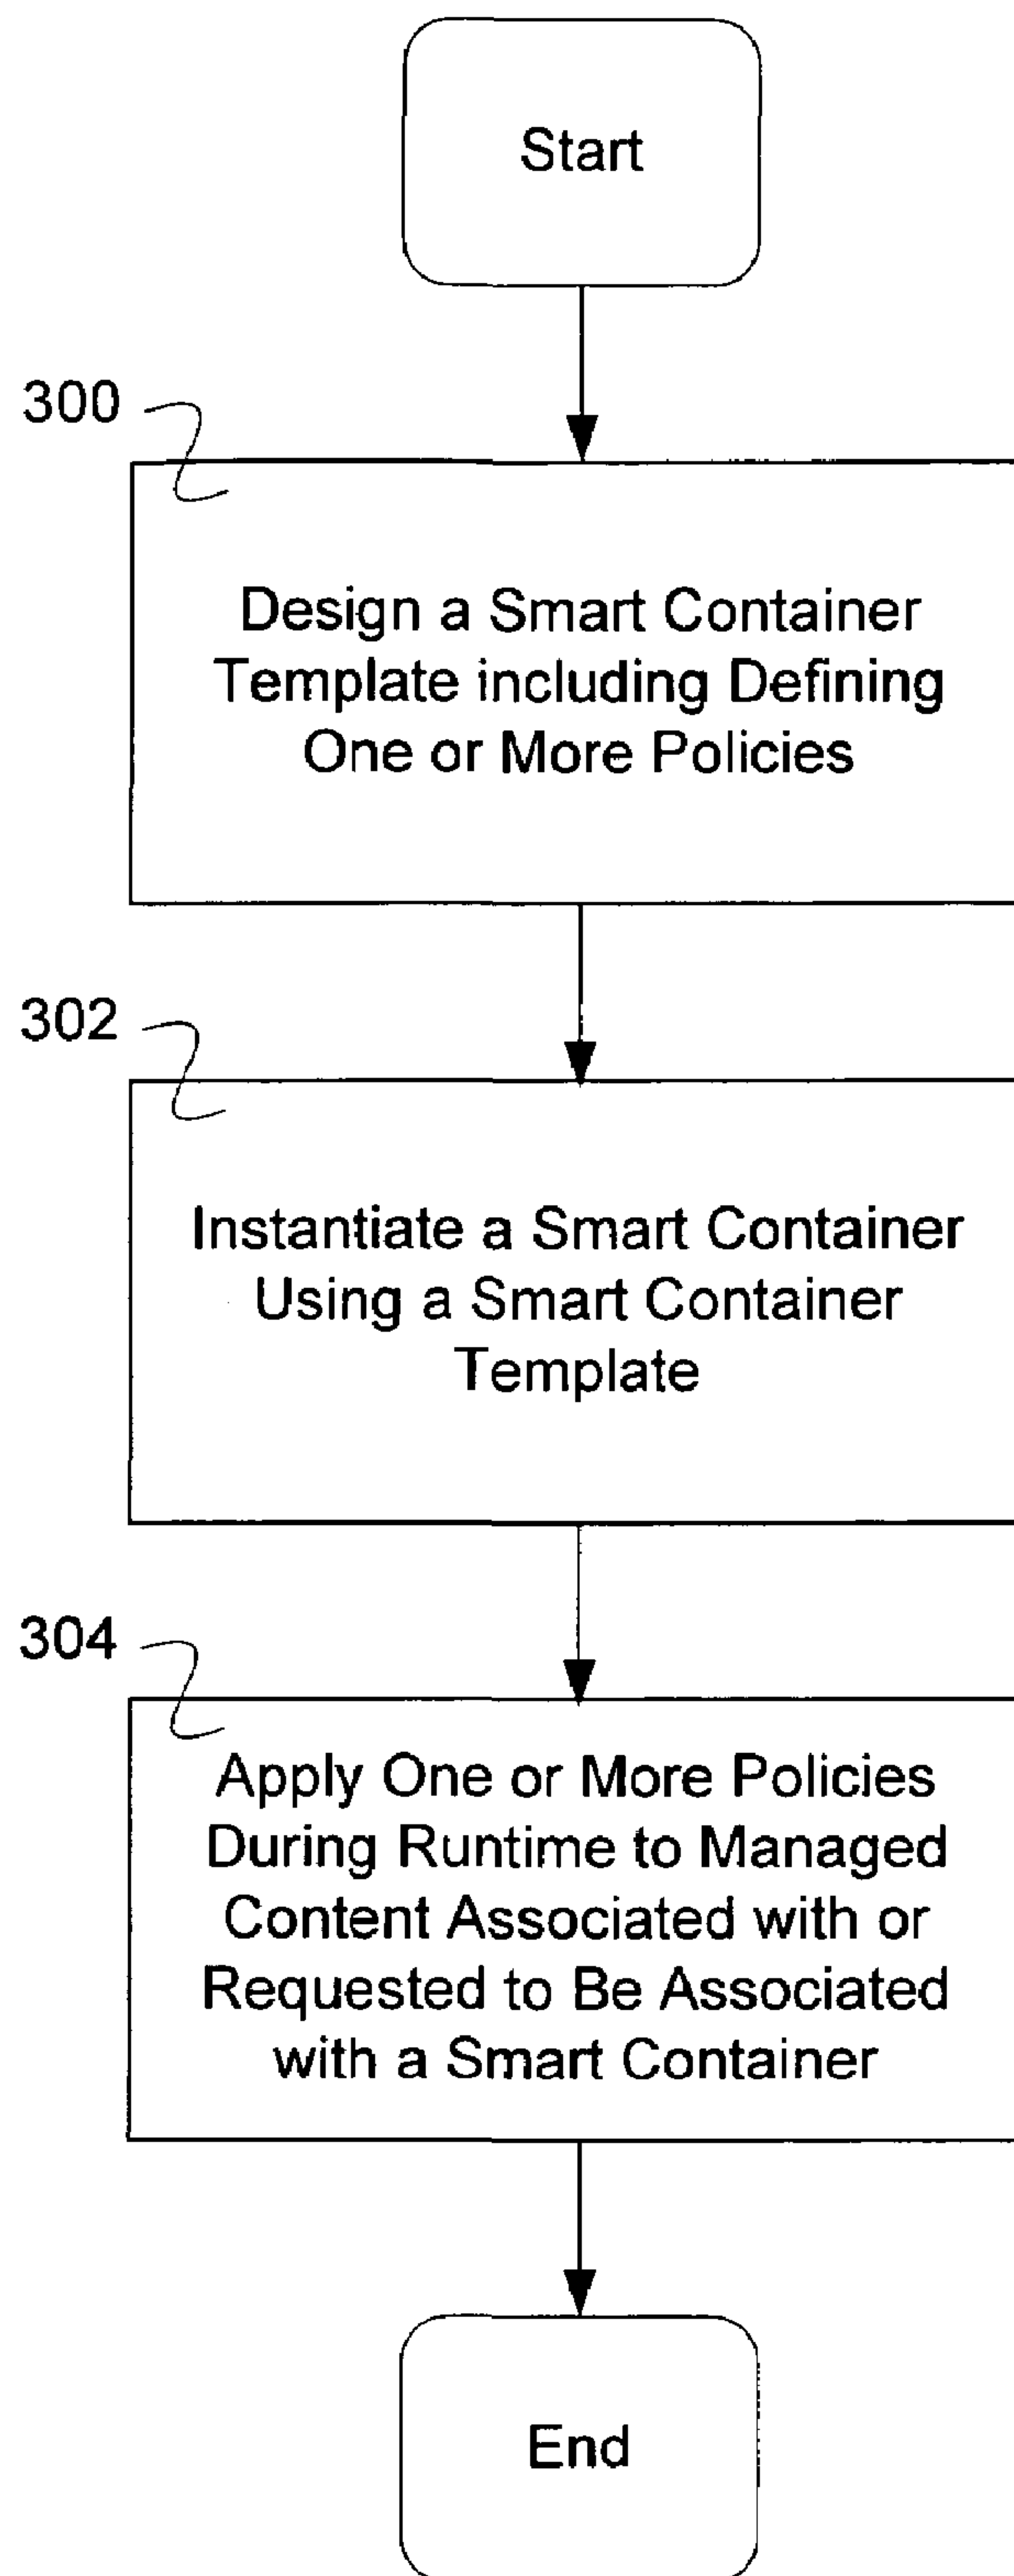 Start
300
Design a Smart Container
Template including Defining
One or More Policies
302
Instantiate a Smart Container
Using a Smart Container
Template
304
Apply One or More Policies
During Runtime to Managed
Content Associated with or
Requested to Be Associated
with a Smart Container
End